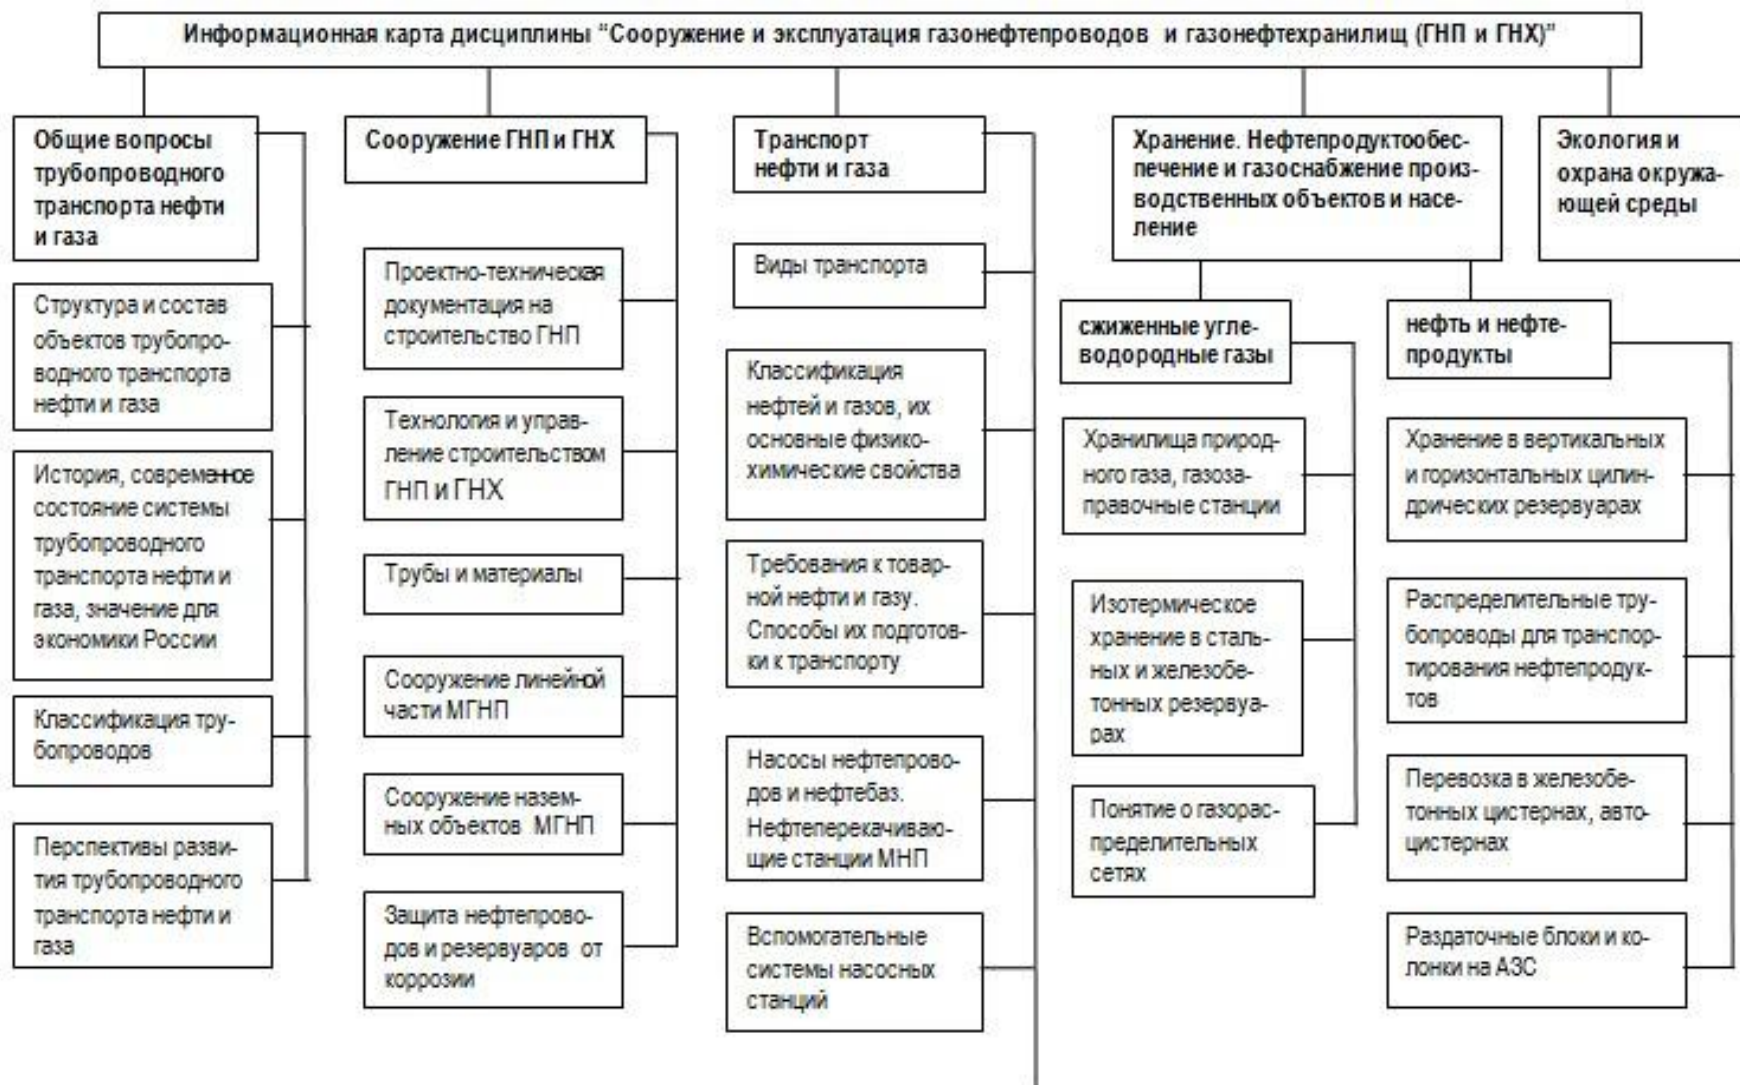 Информационная карта дисциплины “Сооружение и эксплуатация газонефтепроводов и газонефтехранилищ (ГНП и ГНХ)”
Общие вопросы
трубопроводного
транспорта нефти
и газа
Структура и состав
объектов трубопро-
водного транспорта
нефти и газа
История, современное
состояние системы
трубопроводного
транспорта нефти и
газа, значение для
экономики России
Классификация тру-
бопроводов
Перспективы разви-
тия трубопроводного
транспорта нефти и
газа
Сооружение ГНП и ГНХ
Проектно-техническая
документация на
строительство ГНП
Технология и управ-
ление строительством
ГНП и ГНХ
Трубы и материалы
Сооружение линейной
части МГНП
Сооружение назем-
ных объектов МГНП
Защита нефтепрово-
дов и резервуаров от
коррозии
Транспорт
нефти и газа
Виды транспорта
Классификация
нефтей и газов, их
основные физико-
химические свойства
Требования к товар-
ной нефти и газу.
Способы их подготов-
ки к транспорту
Насосы нефтепрово-
дов и нефтебаз.
Нефтеперекачиваю-
щие станции МНП
Вспомогательные
системы насосных
станций
Хранение. Нефтепродуктообес-
печение и газоснабжение произ-
водственных объектов и насе-
ление
сжиженные угле-
водородные газы
Хранилища природ-
ного газа, газоза-
правочные станции
Изотермическое
хранение в сталь-
ных и железобе-
тонных резервуа-
рах
Понятие о газорас-
пределительных
сетях
нефть и нефте-
продукты
Хранение в вертикальных
и горизонтальных цилин-
дрических резервуарах
Распределительные тру-
бопроводы для транспор-
тирования нефтепродук-
тов
Перевозка в железобе-
тонных цистернах, авто-
цистернах
Раздаточные блоки и ко-
лонки на АЗС
Экология и
охрана окружа-
ющей среды